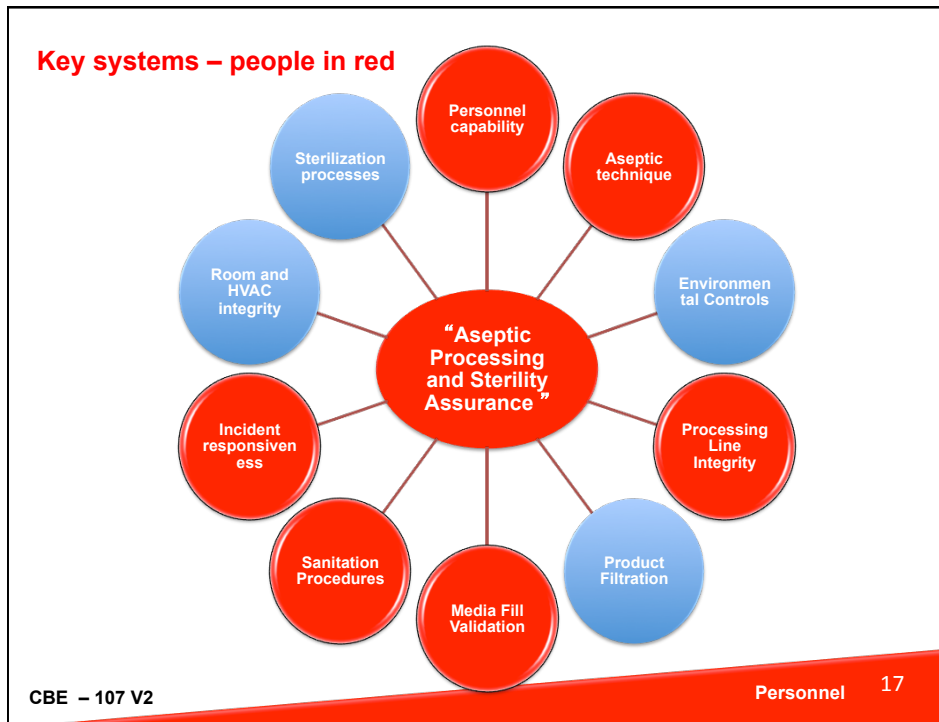 Key systems – people in red
Personnel
capability
Aseptic
technique
Environmen
tal Controls
Processing
Line
Integrity
Product
Filtration
Media Fill
Validation
Sanitation
Procedures
Incident
responsiven
ess
Room and
HVAC
integrity
Sterilization
processes
“Aseptic
Processing
and Sterility
Assurance ”
CBE – 107 V2
Personnel 17